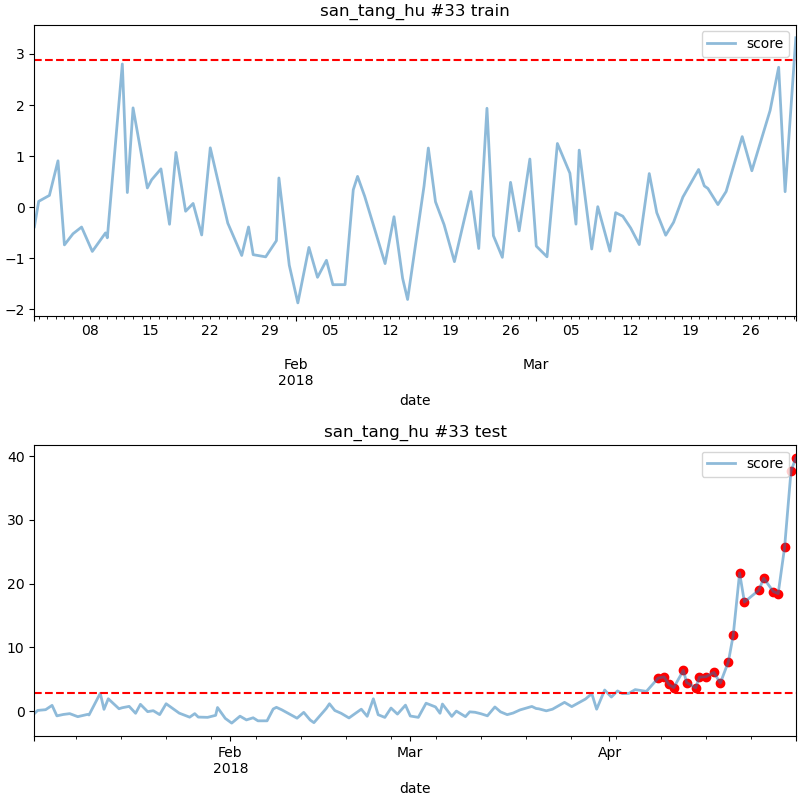 san_tang_hu #33 train
score
3
2
1
0
−1
−2
08 15 22 29 05 12 19 26 05 12 19 26
Feb Mar
2018
date
san_tang_hu #33 test
score
40
30
20
10
0
Feb Mar Apr
2018
date